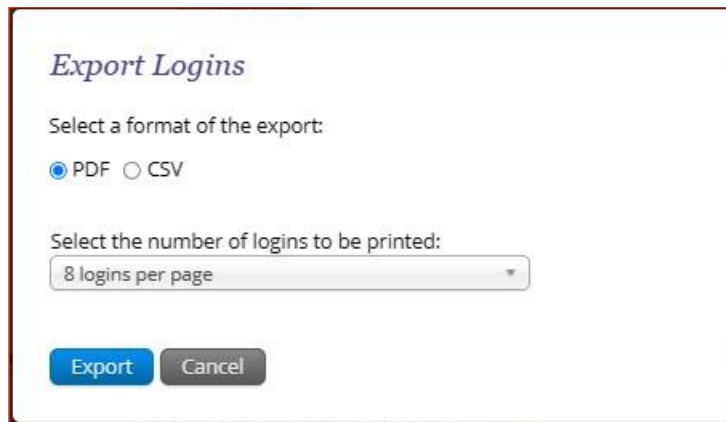 Export Logins
Select a format of the export:
PDF CSV
Select the number of logins to be printed:
8 logins per page
Export Cancel